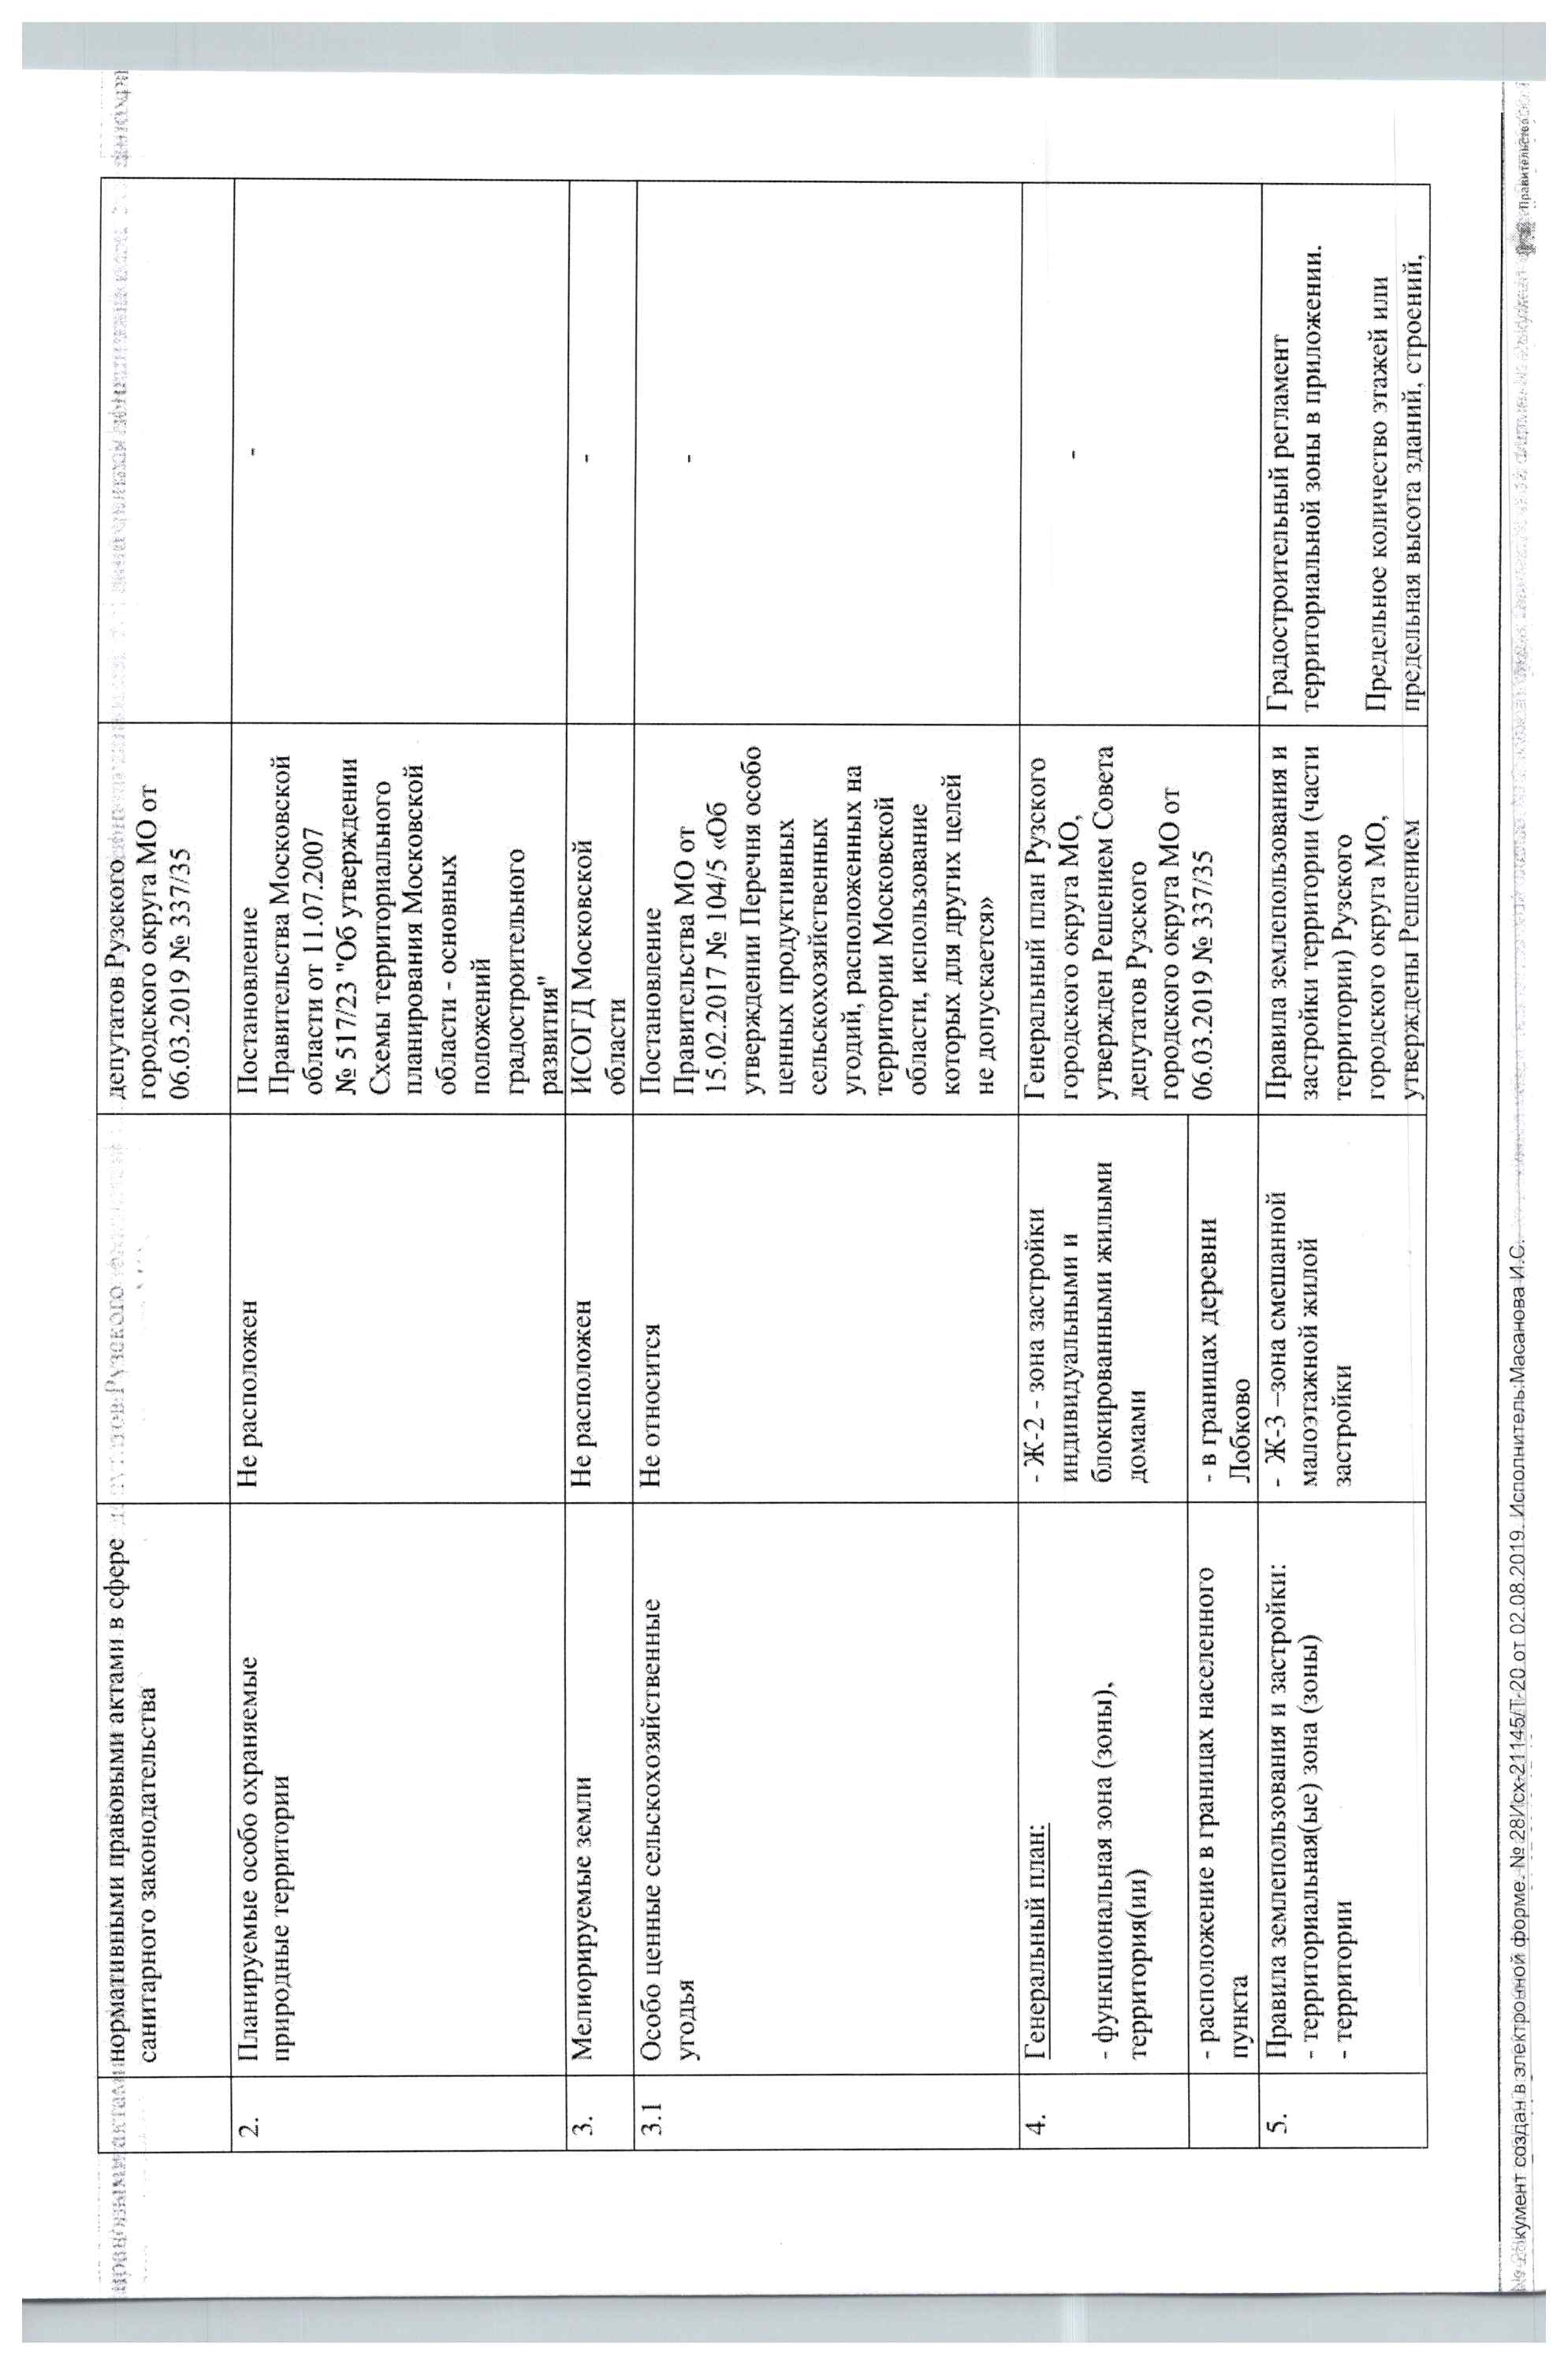 нормативными правовыми актами в сфере
санитарного законодательства
депутатов Рузского
городского округа МО от
06.03.2019 № 337/35
2.
Планируемые особо охраняемые
природные территории
Не расположен
Постановление
Правительства Московской
области от 11.07.2007
№ 517/23 "Об утверждении
Схемы территориального
планирования Московской
области - основных
положений
градостроительного
развития"
-
3.
Мелиорируемые земли
Не расположен
ИСОГД Московской
области
-
3.1
Особо ценные сельскохозяйственные
угодья
Не относится
Постановление
Правительства МО от
15.02.2017 № 104/5 «Об
утверждении Перечня особо
ценных продуктивных
сельскохозяйственных
угодий, расположенных на
территории Московской
области, использование
которых для других целей
не допускается»
-
4.
Генеральный план:
- функциональная зона (зоны),
территория(ии)
- Ж-2 - зона застройки
индивидуальными и
блокированными жилыми
домами
Генеральный план Рузского
городского округа МО,
утвержден Решением Совета
депутатов Рузского
городского округа МО от
06.03.2019 № 337/35
-
- расположение в границах населенного
пункта
- в границах деревни
Лобково
5.
Правила землепользования и застройки:
- территориальная(ые) зона (зоны)
- территории
- Ж-3 –зона смешанной
малоэтажной жилой
застройки
Правила землепользования и
застройки территории (части
территории) Рузского
городского округа МО,
утверждены Решением
Градостроительный регламент
территориальной зоны в приложении.
Предельное количество этажей или
предельная высота зданий, строений,
документ создан в электронной форме. № 28Исх-21145/Т-20 от 02.08.2019. Исполнитель:Масанова И.С.
Правительство